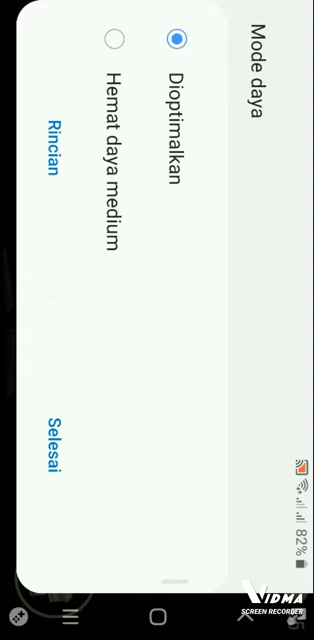 82%
Mode daya
Dioptimalkan
Hemat daya medium
Rincian
Selesai
VIDMA
SCREEN RECORDER